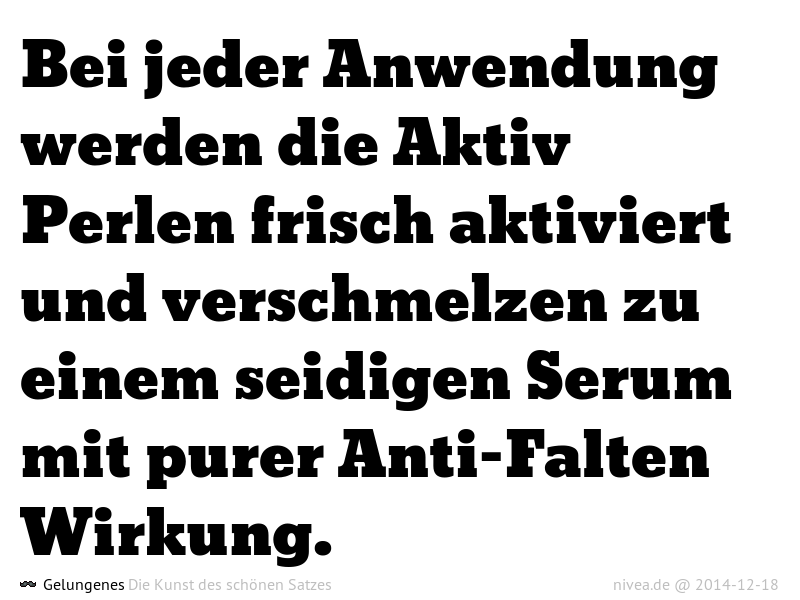 Bei jeder Anwendung
werden die Aktiv
Perlen frisch aktiviert
und verschmelzen zu
einem seidigen Serum
mit purer Anti-Falten
Wirkung.
Gelungenes Die Kunst des schönen Satzes nivea.de @ 2014-12-18